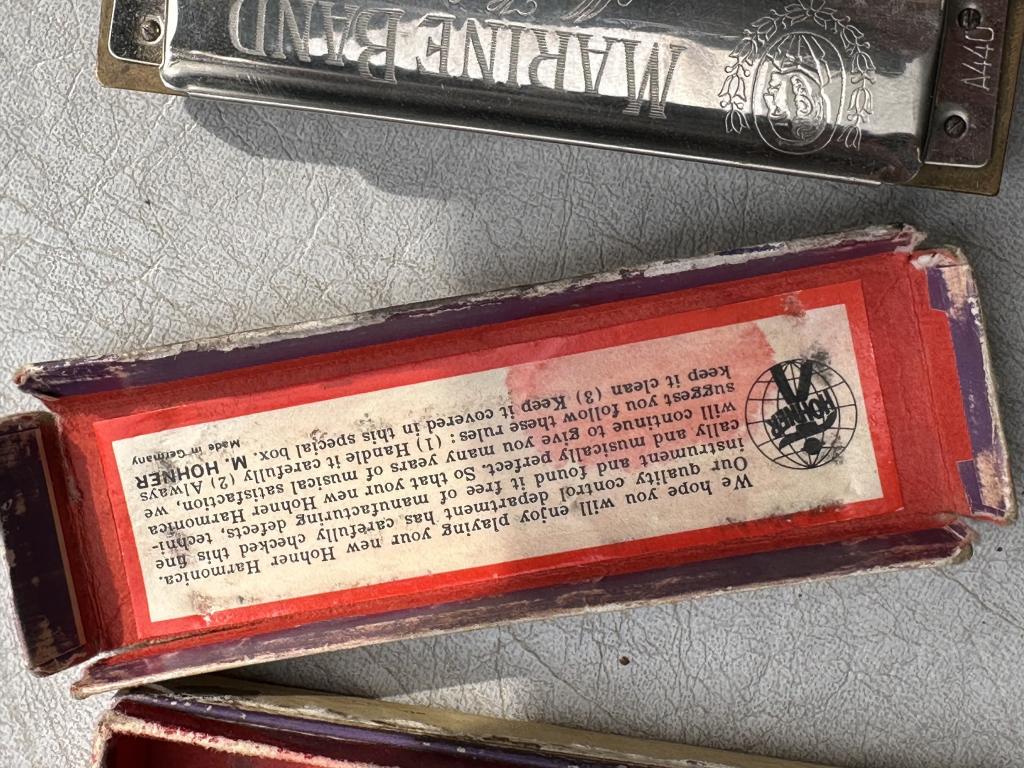 We hope you will enjoy playing your new Hohner Harmonica.
Our quality control department has carefully checked this fine
instrument and found it free of manufacturing defects, techni-
cally and musically perfect. So that your new Hohner Harmonica
will continue to give you many years of musical satisfaction, we
suggest you follow these rules : (1) Handle it carefully (2) Always
keep it clean (3) Keep it covered in this special box.
HOHNER
M. HOHNER
Made in Germany
A440
MARINE BAND